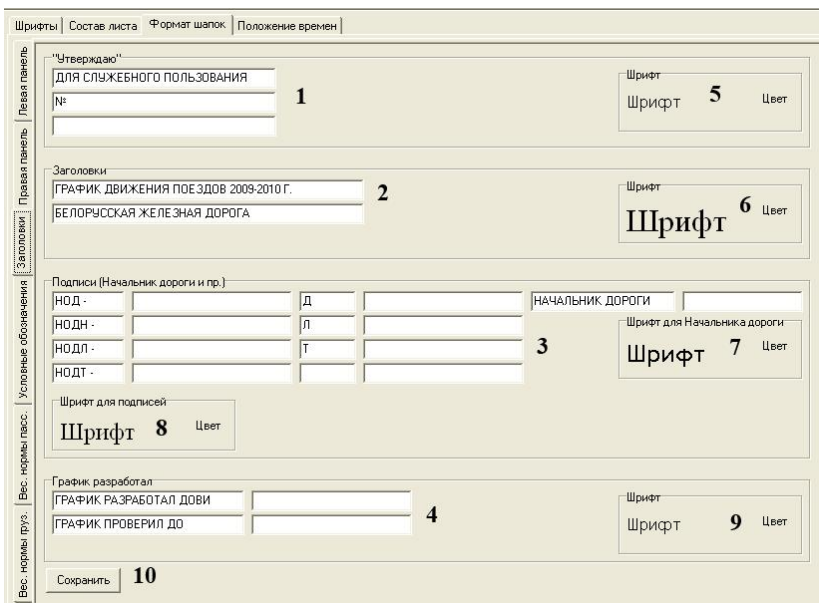 Шрифты Состав листа Формат шапок Положение времен
Левая панель
Правая панель
Заголовки
Условные обозначения
Вес. нормы пасс.
Вес. нормы груз.
"Утверждаю"
ДЛЯ СЛУЖЕБНОГО ПОЛЬЗОВАНИЯ
№
1
Шрифт
Шрифт 5 Цвет
Заголовки
ГРАФИК ДВИЖЕНИЯ ПОЕЗДОВ 2009-2010 Г.
БЕЛОРУССКАЯ ЖЕЛЕЗНАЯ ДОРОГА
2
Шрифт
Шрифт 6 Цвет
Подписи (Начальник дороги и пр.)
НОД - Д НАЧАЛЬНИК ДОРОГИ
НОДН - Л
НОДЛ - Т 3
НОДТ -
Шрифт для Начальника дороги
Шрифт 7 Цвет
Шрифт для подписей
Шрифт 8 Цвет
График разработал
ГРАФИК РАЗРАБОТАЛ ДОВИ
ГРАФИК ПРОВЕРИЛ ДО
4
Шрифт
Шрифт 9 Цвет
Сохранить 10